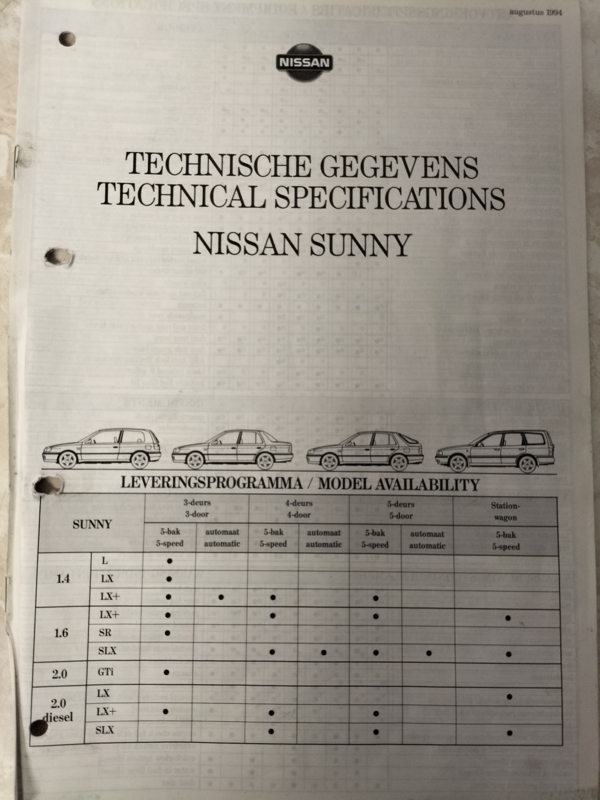 augustus 1994
NISSAN
TECHNISCHE GEGEVENS
TECHNICAL SPECIFICATIONS
NISSAN SUNNY
LEVERINGSPROGRAMMA / MODEL AVAILABILITY
SUNNY
3-deurs 4-deurs 5-deurs Station-
3-door 4-door 5-door wagon
5-bak automaat 5-bak automaat 5-bak automaat 5-bak
5-speed automatic 5-speed automatic 5-speed automatic 5-speed
1.4
L •
LX •
LX+ • • • •
1.6
LX+ • • • •
SR •
SLX • • • • •
2.0 GTi •
2.0
diesel
LX •
LX+ • • •
SLX • • •